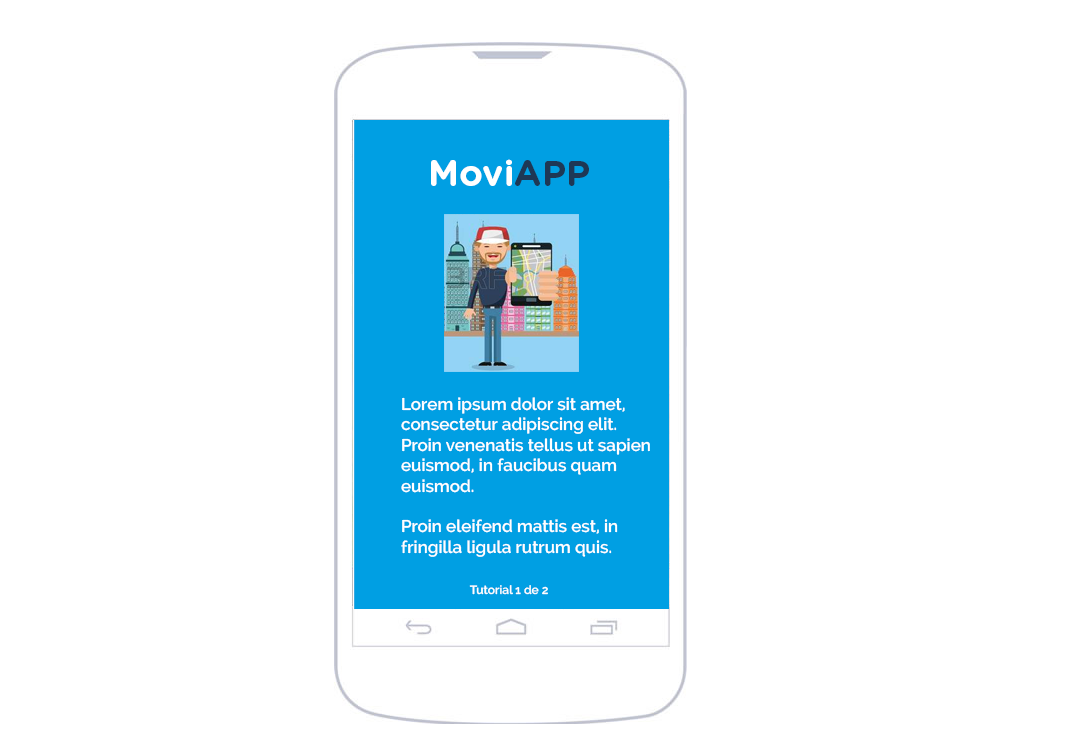 MoviAPP
Lorem ipsum dolor sit amet,
consectetur adipiscing elit.
Proin venenatis tellus ut sapien
euismod, in faucibus quam
euismod.
Proin eleifend mattis est, in
fringilla ligula rutrum quis.
Tutorial 1 de 2